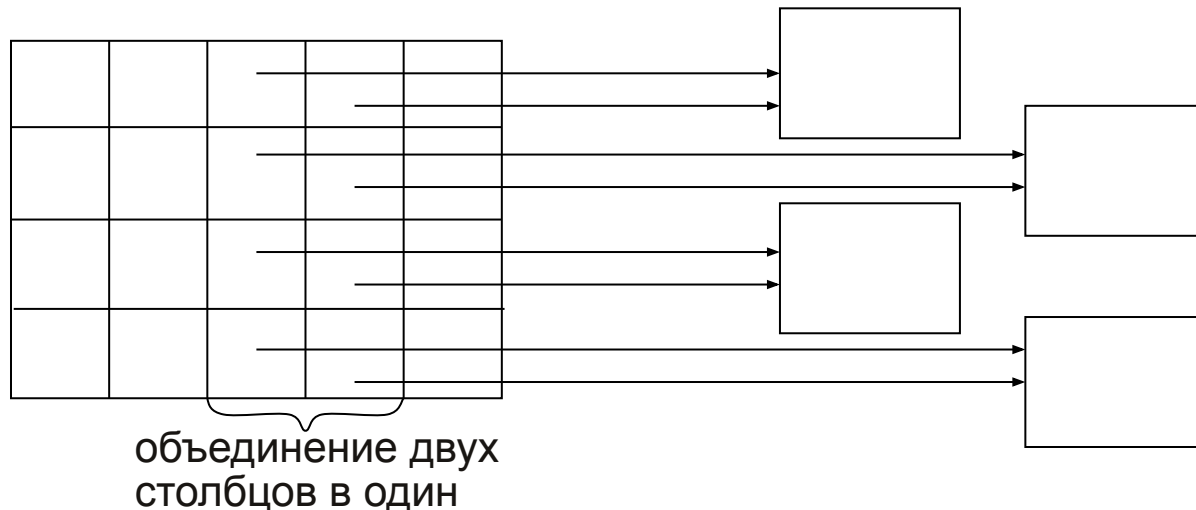 объединение двух
столбцов в один